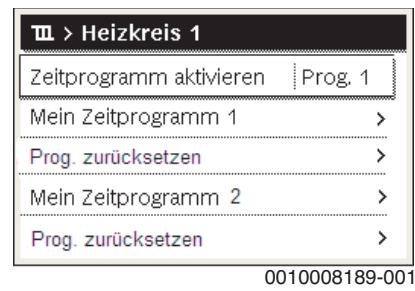 > Heizkreis 1
Zeitprogramm aktivieren Prog. 1
Mein Zeitprogramm 1 >
Prog. zurücksetzen >
Mein Zeitprogramm 2 >
Prog. zurücksetzen >
0010008189-001